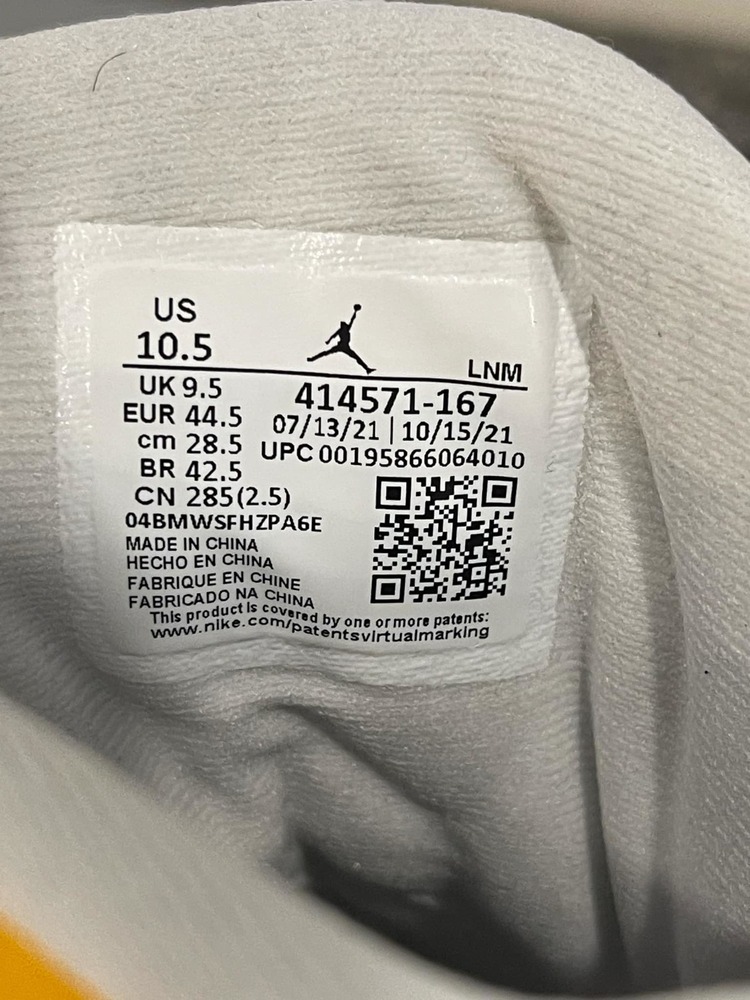 US
10.5
LNM
UK 9.5
414571-167
EUR 44.5
07/13/21 | 10/15/21
cm 28.5
UPC 00195866064010
BR 42.5
CN 285(2.5)
04BMWSFHZPA6E
MADE IN CHINA
HECHO EN CHINA
FABRIQUE EN CHINE
FABRICADO NA CHINA
This product is covered by one or more patents:
www.nike.com/patentsvirtualmarking